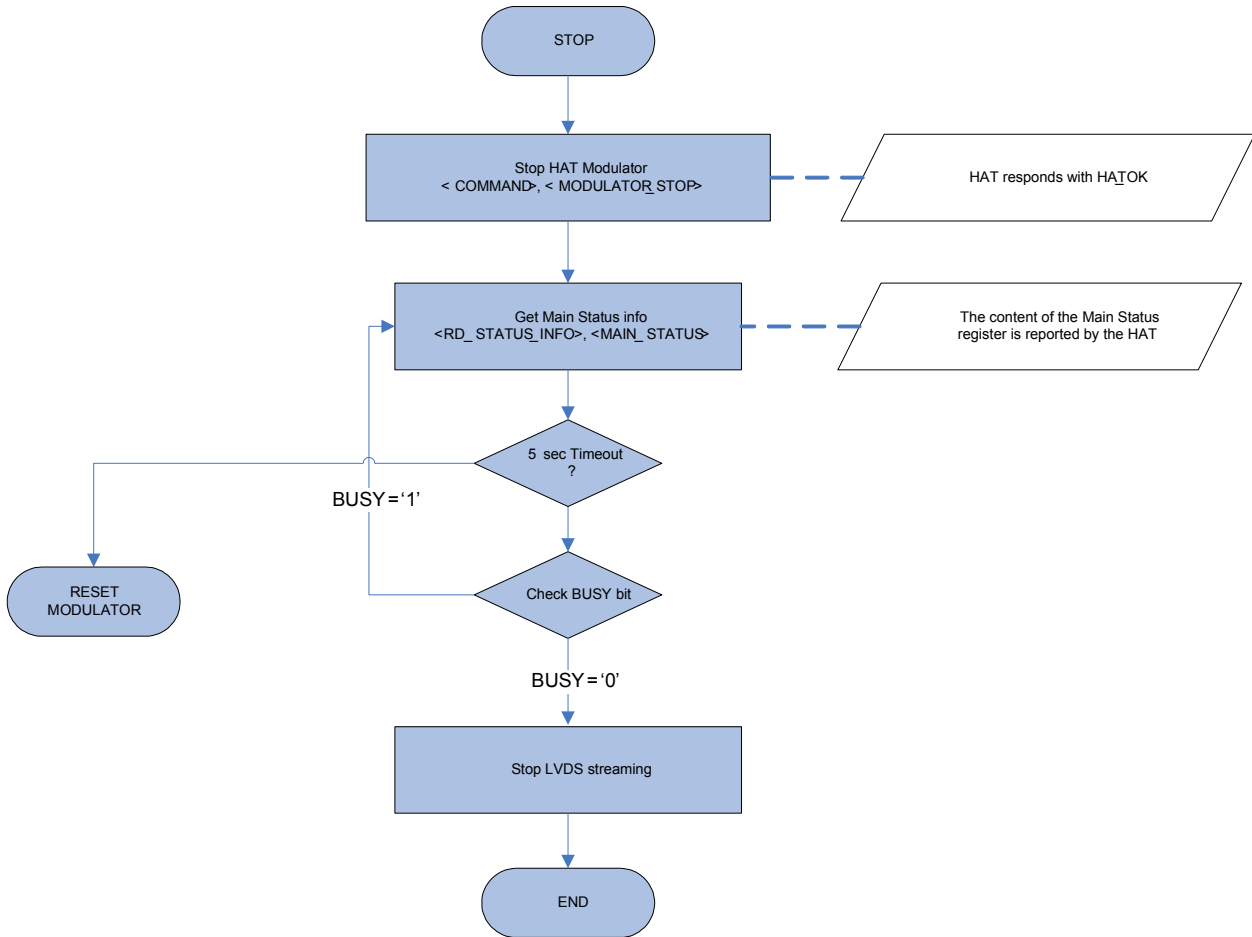 STOP
Stop HAT Modulator
< COMMAND>, < MODULATOR_STOP>
HAT responds with HA_TOK
Get Main Status info
<RD_ STATUS_INFO>, <MAIN_ STATUS>
The content of the Main Status
register is reported by the HAT
5 sec Timeout
?
BUSY = ‘1’
RESET
MODULATOR
Check BUSY bit
BUSY = ‘0’
Stop LVDS streaming
END